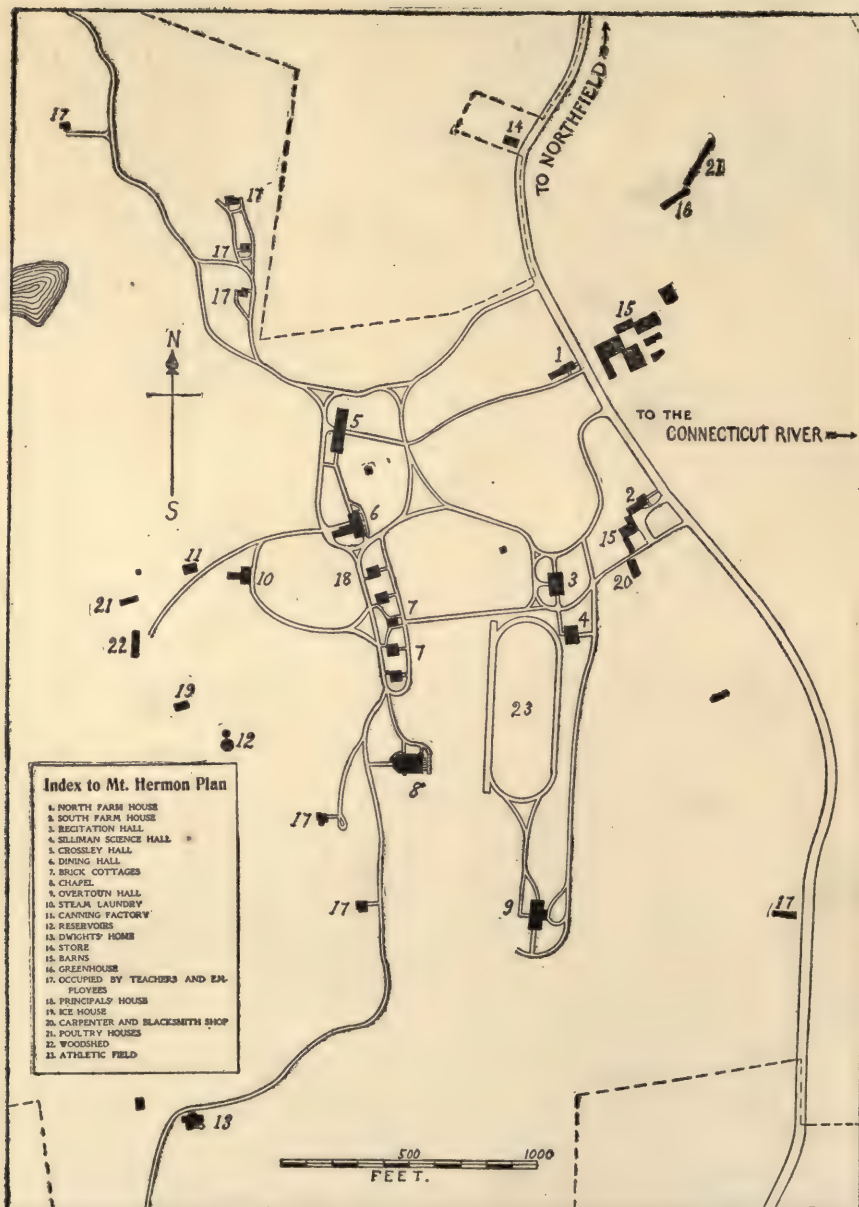 TO NORTHFIELD
17
14
21
16
17
17
17
15
1
N
S
TO THE
CONNECTICUT RIVER
5
6
2
15
20
11
10
18
3
21
22
7
4
7
19
12
23
8
17
17
9
17
13
Index to Mt. Hermon Plan
1. NORTH FARM HOUSE
2. SOUTH FARM HOUSE
3. RECITATION HALL
4. SILLIMAN SCIENCE HALL
5. CROSSLEY HALL
6. DINING HALL
7. BRICK COTTAGES
8. CHAPEL
9. OVERTOUN HALL
10. STEAM LAUNDRY
11. CANNING FACTORY
12. RESERVOIRS
13. DWIGHTS' HOME
14. STORE
15. BARNS
16. GREENHOUSE
17. OCCUPIED BY TEACHERS AND EM-
PLOYEES
18. PRINCIPALS' HOUSE
19. ICE HOUSE
20. CARPENTER AND BLACKSMITH SHOP
21. POULTRY HOUSES
22. WOODSHED
23. ATHLETIC FIELD
500 1000
FEET.